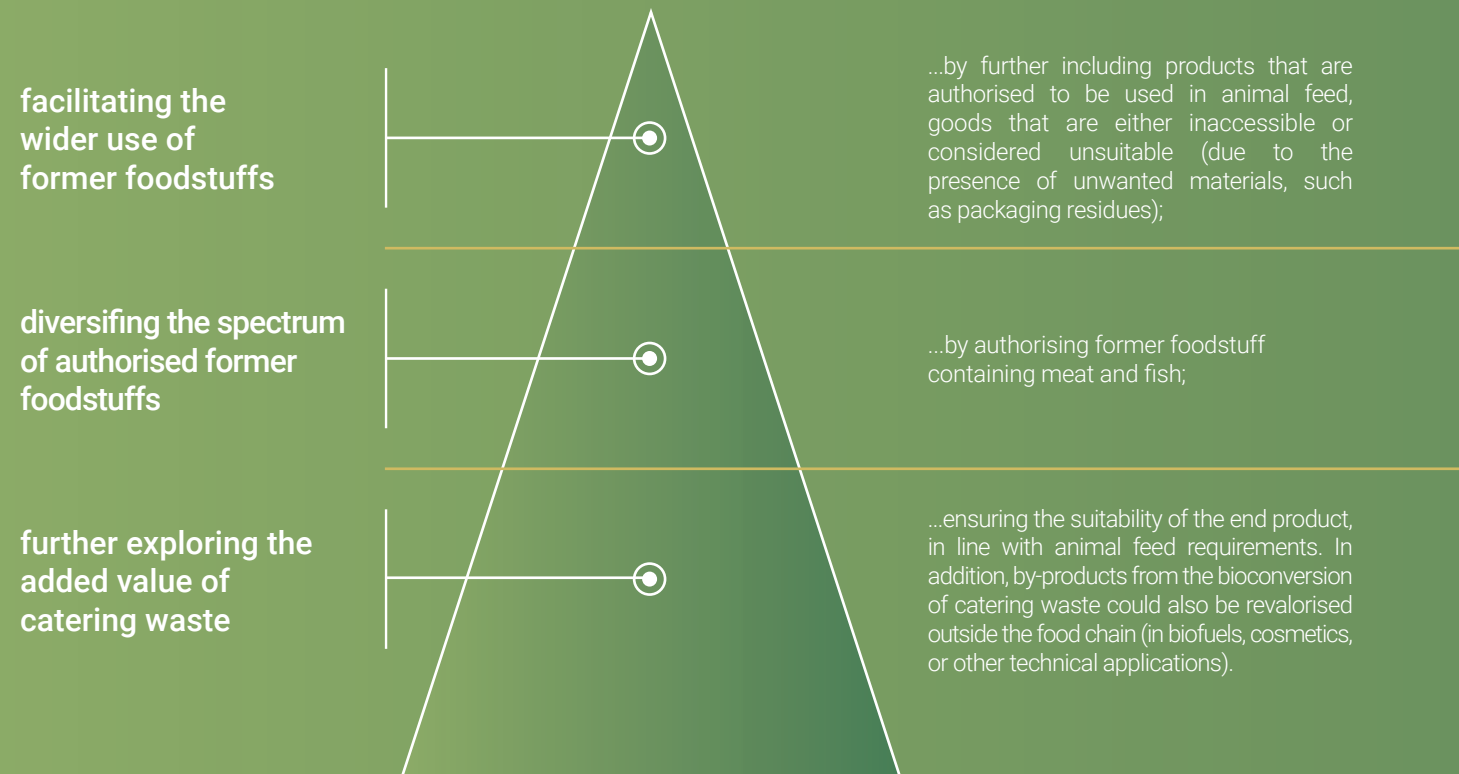 facilitating the
wider use of
former foodstuffs
...by further including products that are
authorised to be used in animal feed,
goods that are either inaccessible or
considered unsuitable (due to the
presence of unwanted materials, such
as packaging residues);
diversifing the spectrum
of authorised former
foodstuffs
...by authorising former foodstuff
containing meat and fish;
further exploring the
added value of
catering waste
...ensuring the suitability of the end product,
in line with animal feed requirements. In
addition, by-products from the bioconversion
of catering waste could also be revalorised
outside the food chain (in biofuels, cosmetics,
or other technical applications).